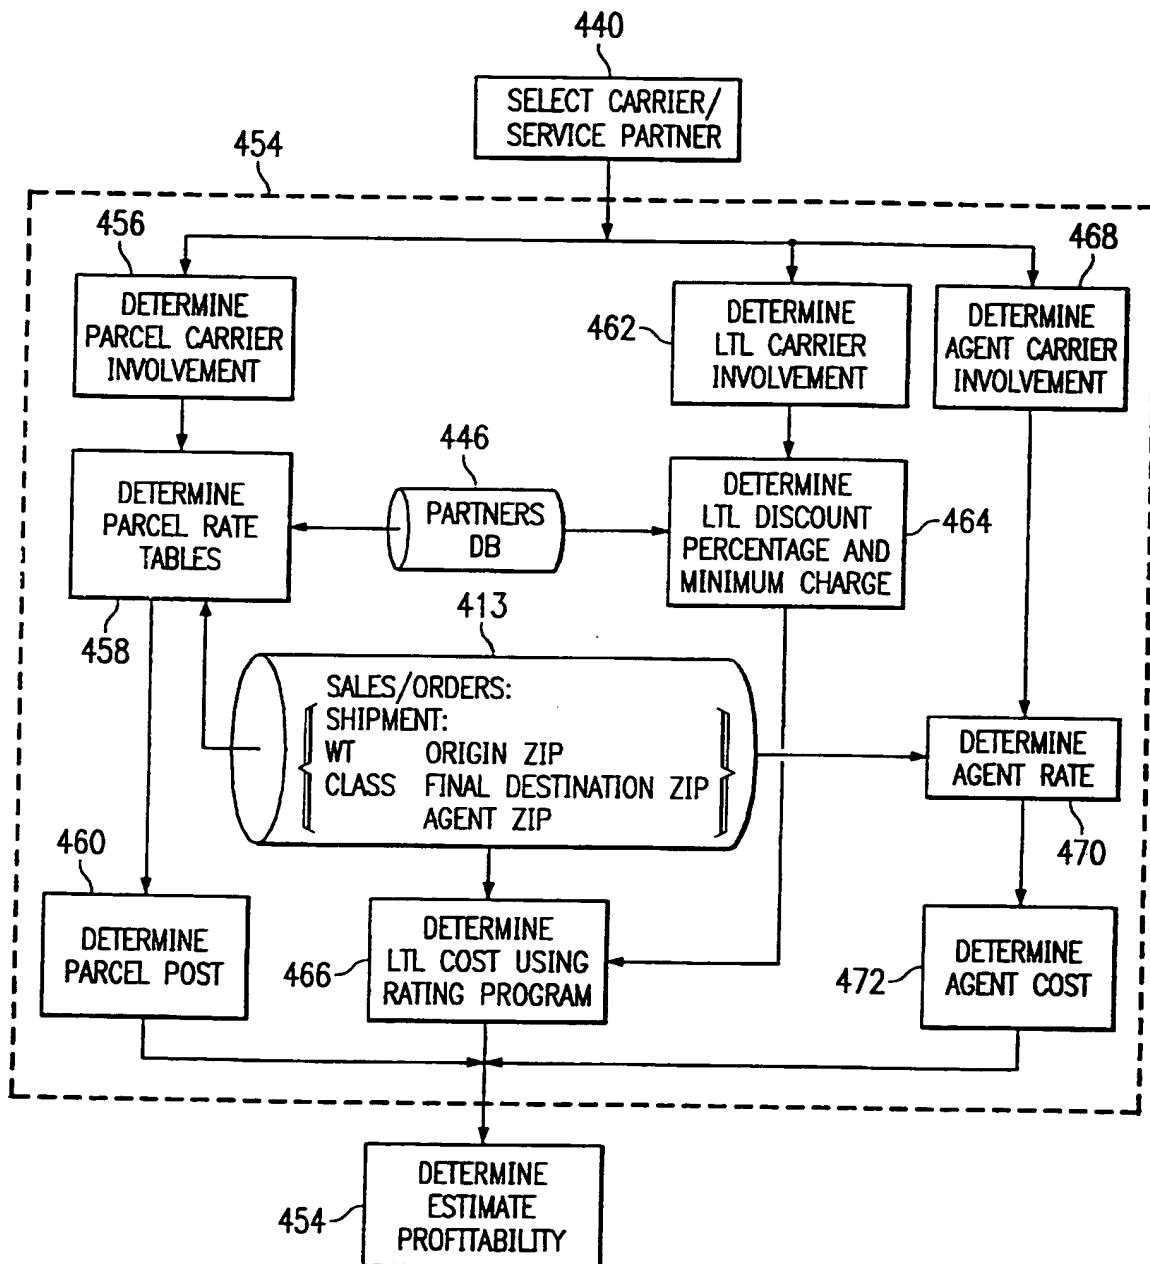 440
SELECT CARRIER/
SERVICE PARTNER
454
456
DETERMINE
PARCEL CARRIER
INVOLVEMENT
462
DETERMINE
LTL CARRIER
INVOLVEMENT
468
DETERMINE
AGENT CARRIER
INVOLVEMENT
DETERMINE
PARCEL RATE
TABLES
458
446
PARTNERS
DB
DETERMINE
LTL DISCOUNT
PERCENTAGE AND
MINIMUM CHARGE
464
413
SALES/ORDERS:
SHIPMENT:
WT ORIGIN ZIP
CLASS FINAL DESTINATION ZIP
AGENT ZIP
DETERMINE
AGENT RATE
470
460
DETERMINE
PARCEL POST
466
DETERMINE
LTL COST USING
RATING PROGRAM
472
DETERMINE
AGENT COST
454
DETERMINE
ESTIMATE
PROFITABILITY